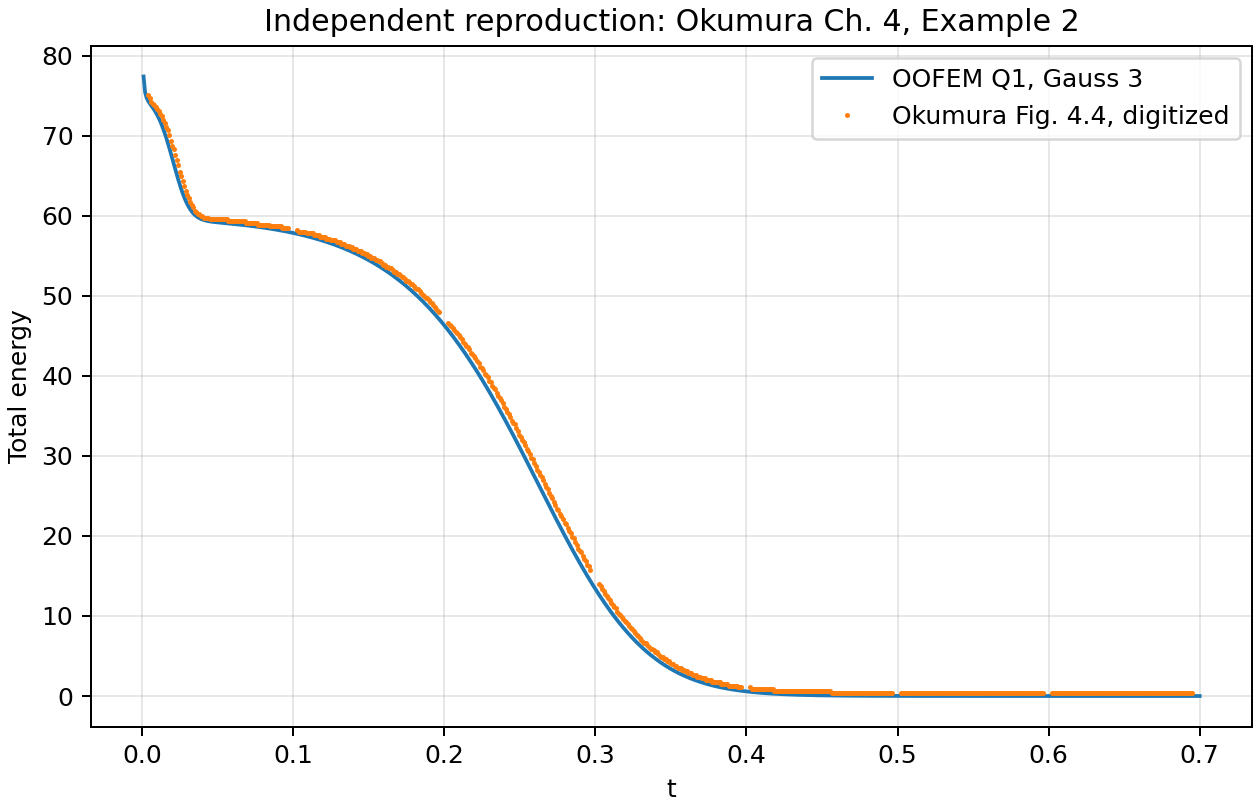 Independent reproduction: Okumura Ch. 4, Example 2
OOFEM Q1, Gauss 3
Okumura Fig. 4.4, digitized
Total energy
80
70
60
50
40
30
20
10
0
0.0 0.1 0.2 0.3 0.4 0.5 0.6 0.7
t